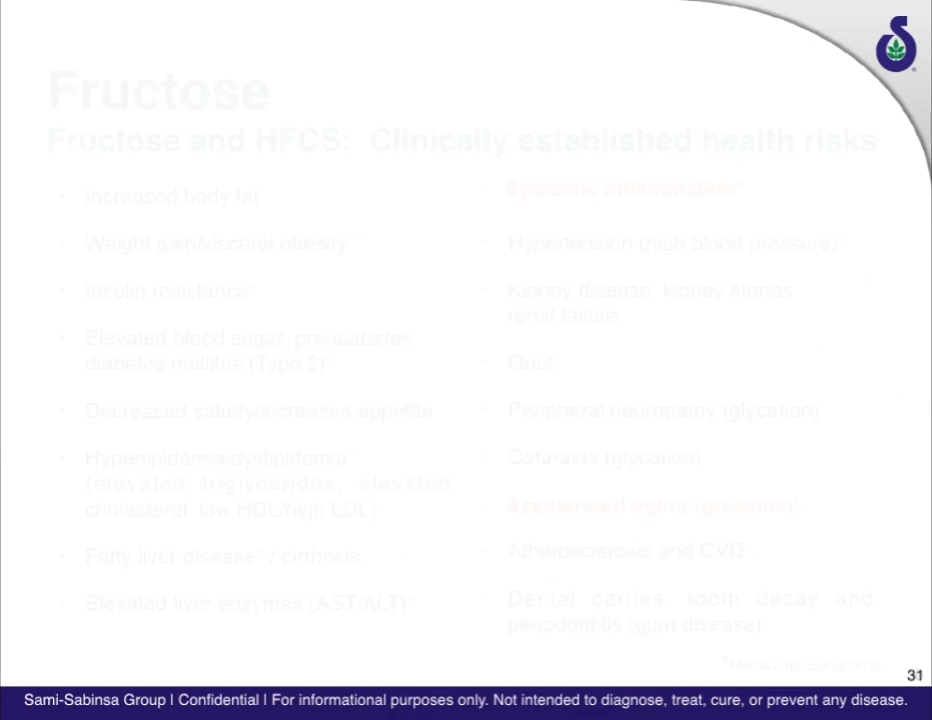 Fructose
Fructose and HFCS: Clinically established health risks
Increased body fat
Weight gain/visceral obesity*
Insulin resistance*
Elevated blood sugar, pre-diabetes,
diabetes mellitus (Type 2)
Decreased satiety/increased appetite
Hyperlipidemia/dyslipidemia
(elevated triglycerides, elevated
cholesterol, low HDL/high LDL)
Fatty liver disease* / cirrhosis
Elevated liver enzymes (AST/ALT)*
Systemic Inflammation*
Hypertension (high blood pressure)*
Kidney disease, kidney stones
renal failure
Gout
Peripheral neuropathy (glycation)
Cataracts (glycation)
Accelerated aging (glycation)
Atherosclerosis and CVD*
Dental carries, tooth decay and
periodontitis (gum disease)
*Metabolic Syndrome
31
Sami-Sabinsa Group | Confidential | For informational purposes only. Not intended to diagnose, treat, cure, or prevent any disease.